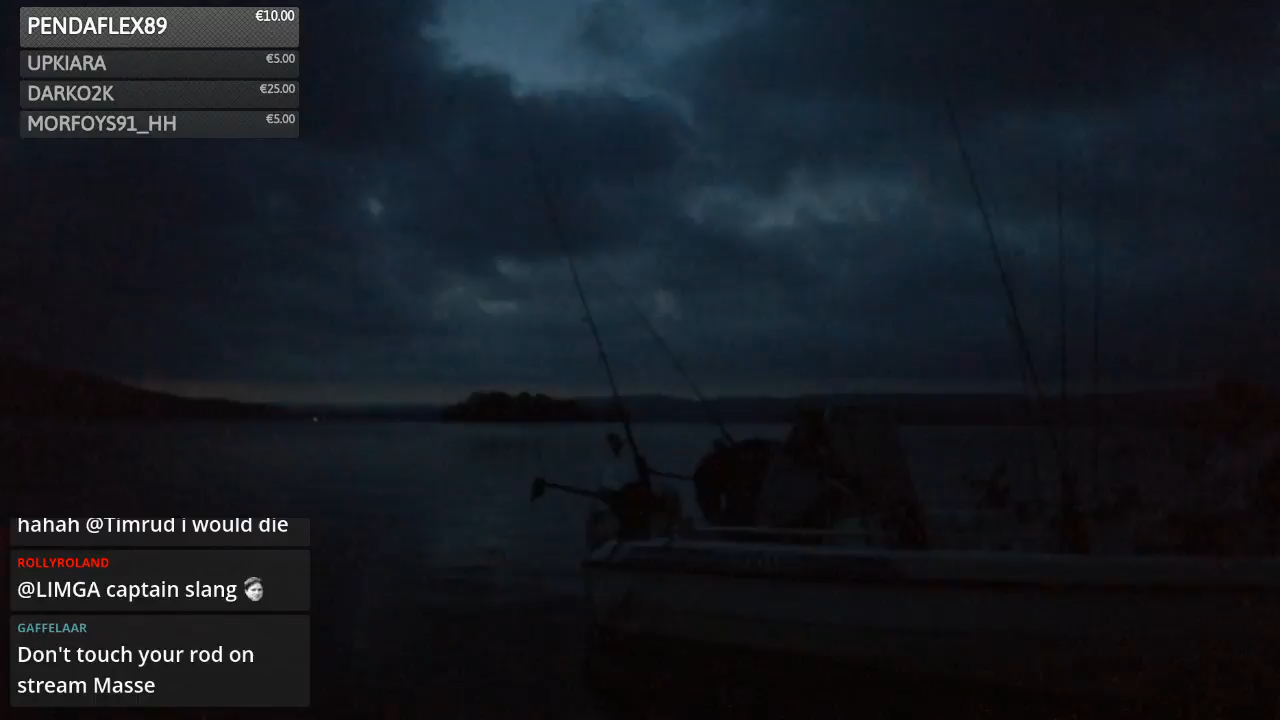 PENDAFLEX89 €10.00
UPKIARA €5.00
DARKO2K €25.00
MORFOYS91_HH €5.00
hahah @Timrud i would die
ROLLYROLAND
@LIMGA captain slang
GAFFELAAR
Don't touch your rod on
stream Masse